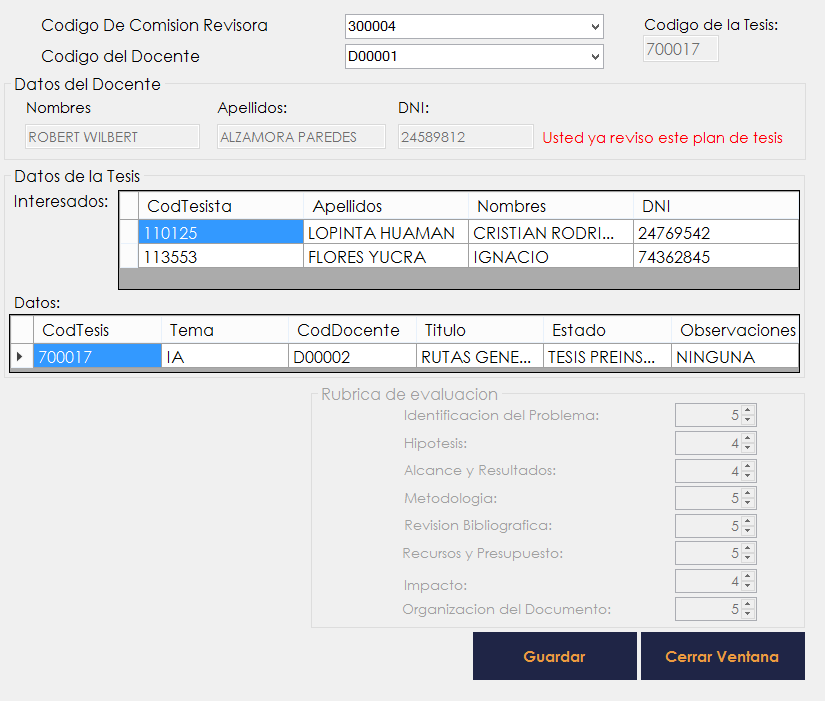 Codigo De Comision Revisora 300004 Codigo de la Tesis:
Codigo del Docente D00001 700017
Datos del Docente
Nombres Apellidos: DNI:
ROBERT WILBERT ALZAMORA PAREDES 24589812 Usted ya reviso este plan de tesis
Datos de la Tesis
Interesados: CodTesista Apellidos Nombres DNI
110125 LOPINTA HUAMAN CRISTIAN RODRI... 24769542
113553 FLORES YUCRA IGNACIO 74362845
Datos:
CodTesis Tema CodDocente Titulo Estado Observaciones
700017 IA D00002 RUTAS GENE... TESIS PREINS... NINGUNA
Rubrica de evaluacion
Identificacion del Problema: 5
Hipotesis: 4
Alcance y Resultados: 4
Metodologia: 5
Revision Bibliografica: 5
Recursos y Presupuesto: 5
Impacto: 4
Organizacion del Documento: 5
Guardar Cerrar Ventana